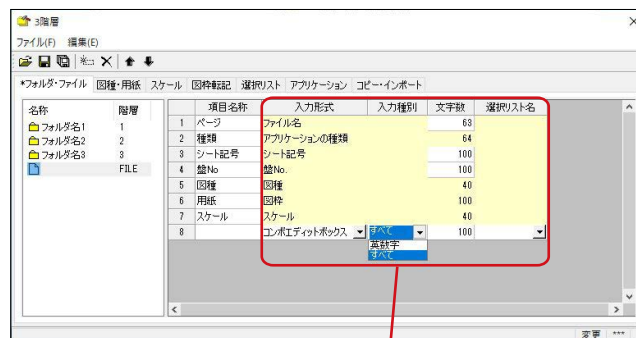 3階層
ファイル(F) 編集(E)
*フォルダ・ファイル 図種・用紙 スケール 図枠転記 選択リスト アプリケーション コピー・インポート
名称 階層
フォルダ名1 1
フォルダ名2 2
フォルダ名3 3
FILE
項目名称 入力形式 入力種別 文字数 選択リスト名
1 ページ ファイル名 63
2 種類 アプリケーションの種類 64
3 シート記号 シート記号 100
4 盤No 盤No. 100
5 図種 図種 40
6 用紙 図枠 100
7 スケール スケール 40
8 コンボエディットボックス すべて 100
英数字
すべて
変更 ***